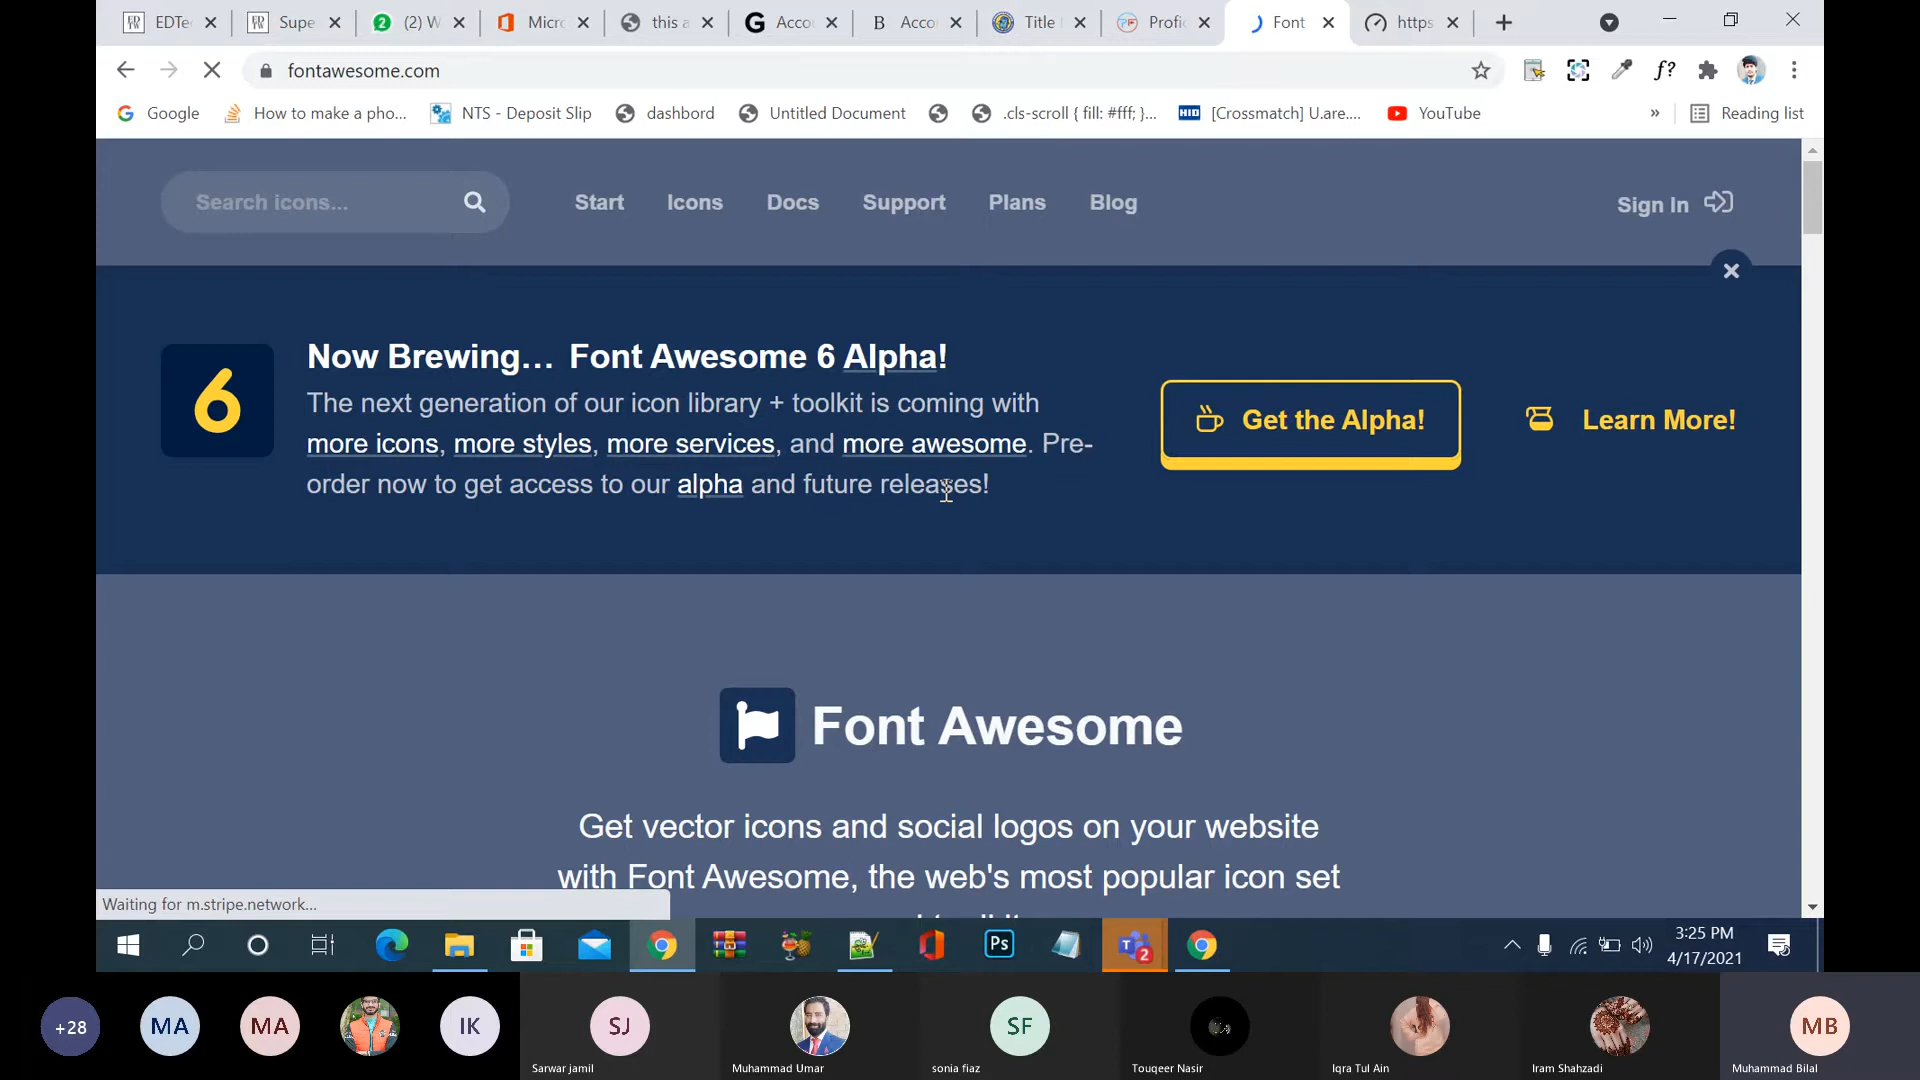 EDTe
Supe
(2) W
Micro
this a
Acco
Acco
Title
Profi
Font
https
fontawesome.com
f?
Google
How to make a pho...
NTS - Deposit Slip
dashbord
Untitled Document
.cls-scroll { fill: #fff; }...
HID
[Crossmatch] U.are....
YouTube
»
Reading list
Search icons...
Start
Icons
Docs
Support
Plans
Blog
Sign In
6
Now Brewing... Font Awesome 6 Alpha!
The next generation of our icon library + toolkit is coming with
more icons, more styles, more services, and more awesome. Pre-
order now to get access to our alpha and future releases!
Get the Alpha!
Learn More!
Font Awesome
Get vector icons and social logos on your website
with Font Awesome, the web's most popular icon set
Waiting for m.stripe.network...
Ps
2
3:25 PM
4/17/2021
+28
MA
MA
IK
SJ
SF
MB
Sarwar jamil
Muhammad Umar
sonia fiaz
Touqeer Nasir
Iqra Tul Ain
Iram Shahzadi
Muhammad Bilal